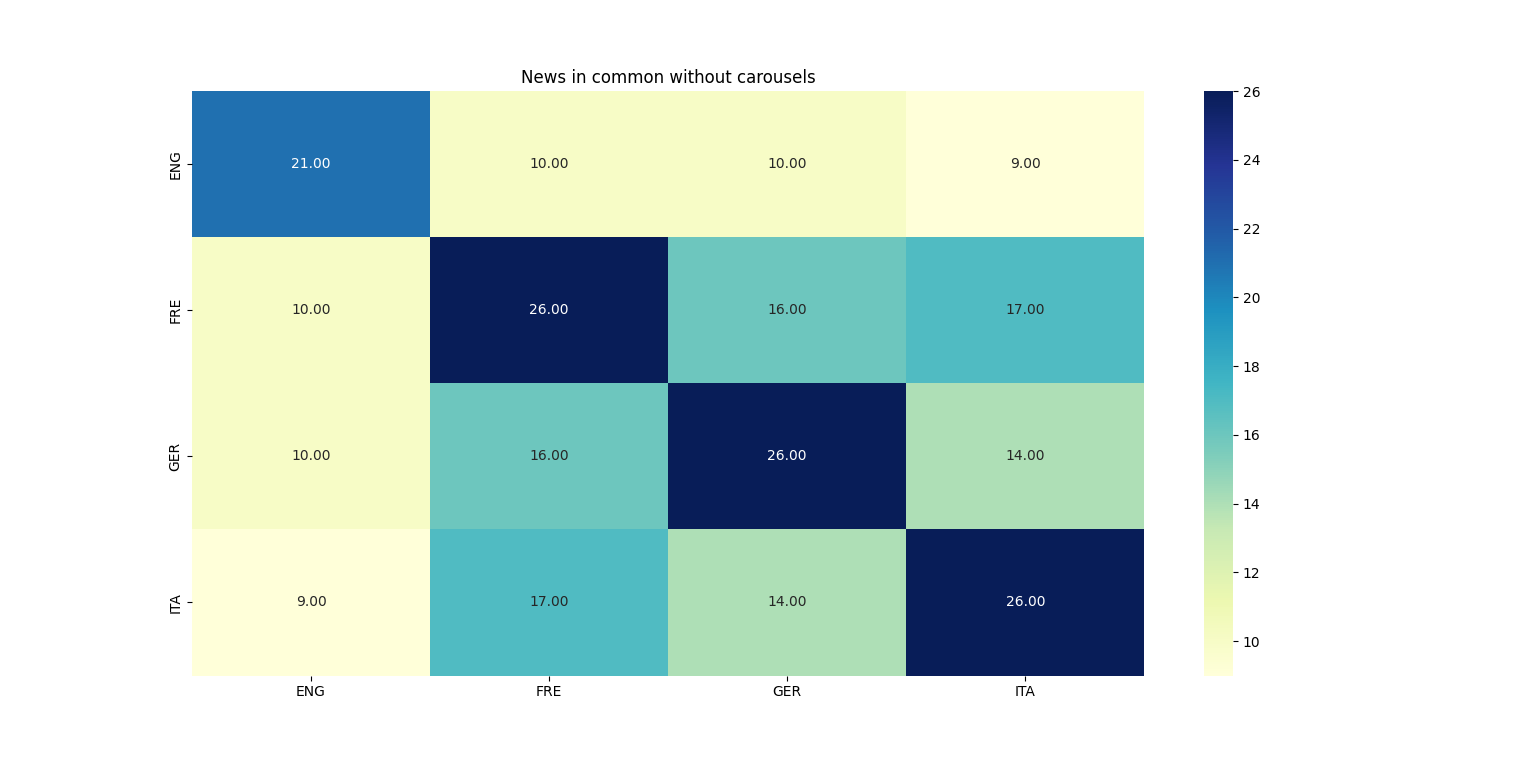 News in common without carousels
ENG 21.00 10.00 10.00 9.00
FRE 10.00 26.00 16.00 17.00
GER 10.00 16.00 26.00 14.00
ITA 9.00 17.00 14.00 26.00
ENG FRE GER ITA
26
24
22
20
18
16
14
12
10